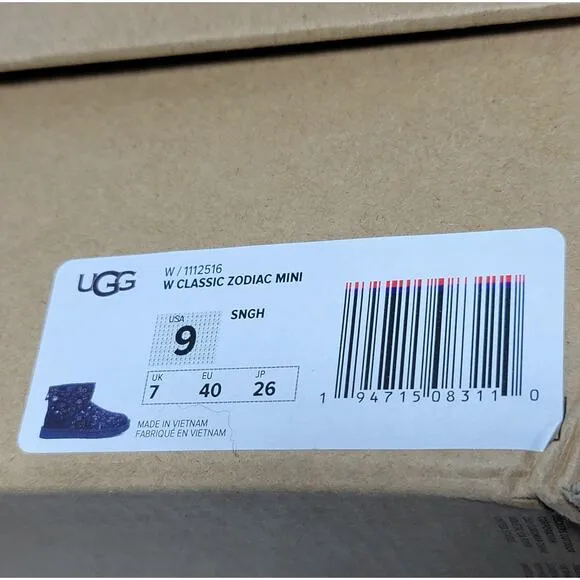 UGG
W / 1112516
W CLASSIC ZODIAC MINI
SNGH
USA
9
UK EU JP
7 40 26
MADE IN VIETNAM
FABRIQUÉ EN VIETNAM
1 94715 08311 0